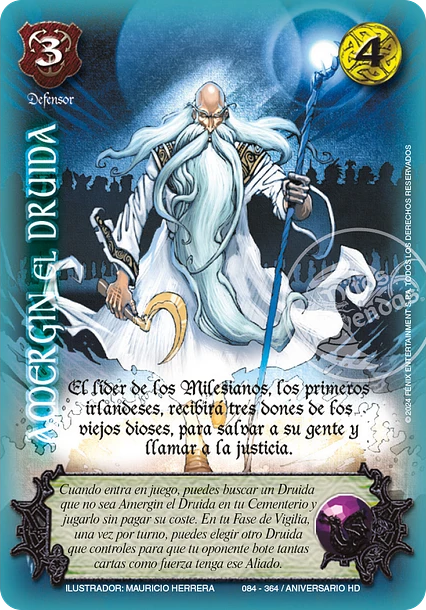 3
4
Defensor
AMERGIN EL DRUIDA
© 2024 FENIX ENTERTAINMENT S.P.A. TODOS LOS DERECHOS RESERVADOS
El líder de los Milesianos, los primeros
irlandeses, recibirá tres dones de los
viejos dioses, para salvar a su gente y
llamar a la justicia.
Cuando entra en juego, puedes buscar un Druida
que no sea Amergin el Druida en tu Cementerio y
jugarlo sin pagar su coste. En tu Fase de Vigilia,
una vez por turno, puedes elegir otro Druida
que controles para que tu oponente bote tantas
cartas como fuerza tenga ese Aliado.
ILUSTRADOR: MAURICIO HERRERA
084 - 364 / ANIVERSARIO HD